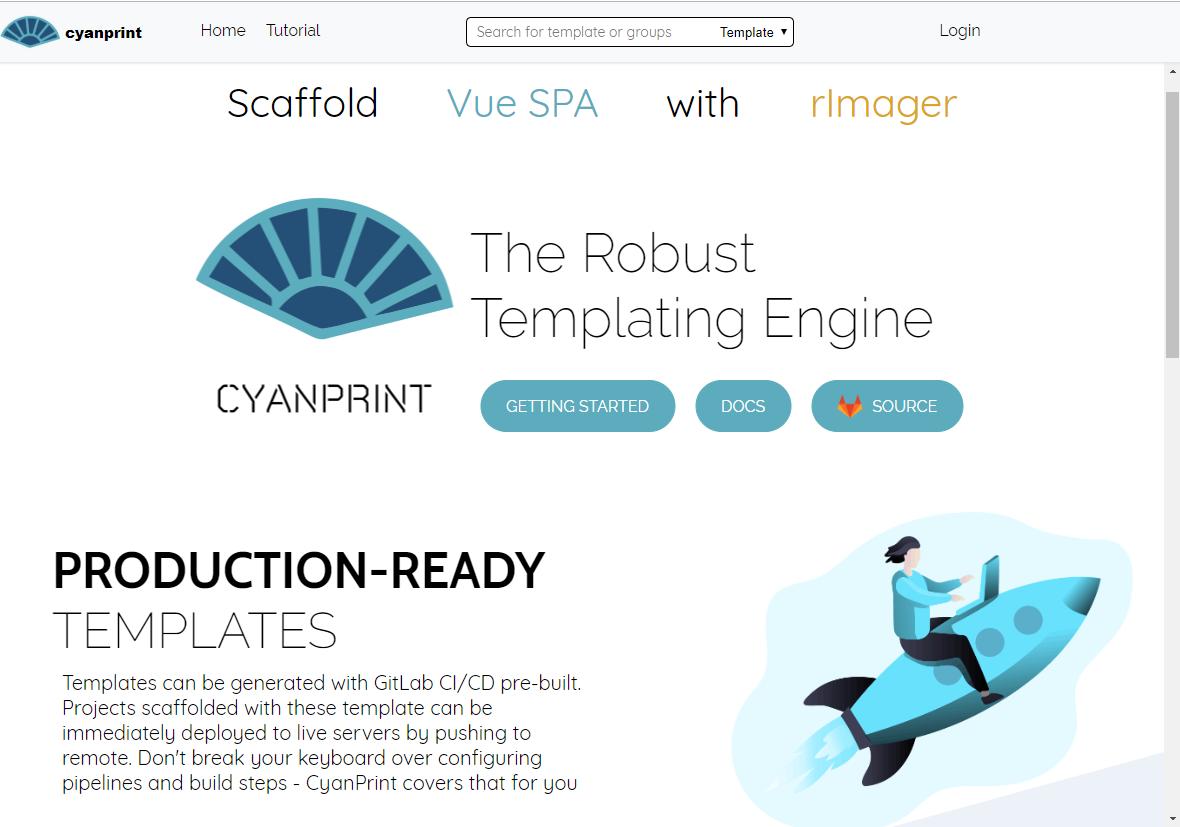 cyanprint
Home
Tutorial
Search for template or groups
Template
Login
Scaffold Vue SPA with rImager
The Robust
Templating Engine
CYANPRINT
GETTING STARTED
DOCS
SOURCE
PRODUCTION-READY
TEMPLATES
Templates can be generated with GitLab CI/CD pre-built.
Projects scaffolded with these template can be
immediately deployed to live servers by pushing to
remote. Don't break your keyboard over configuring
pipelines and build steps - CyanPrint covers that for you